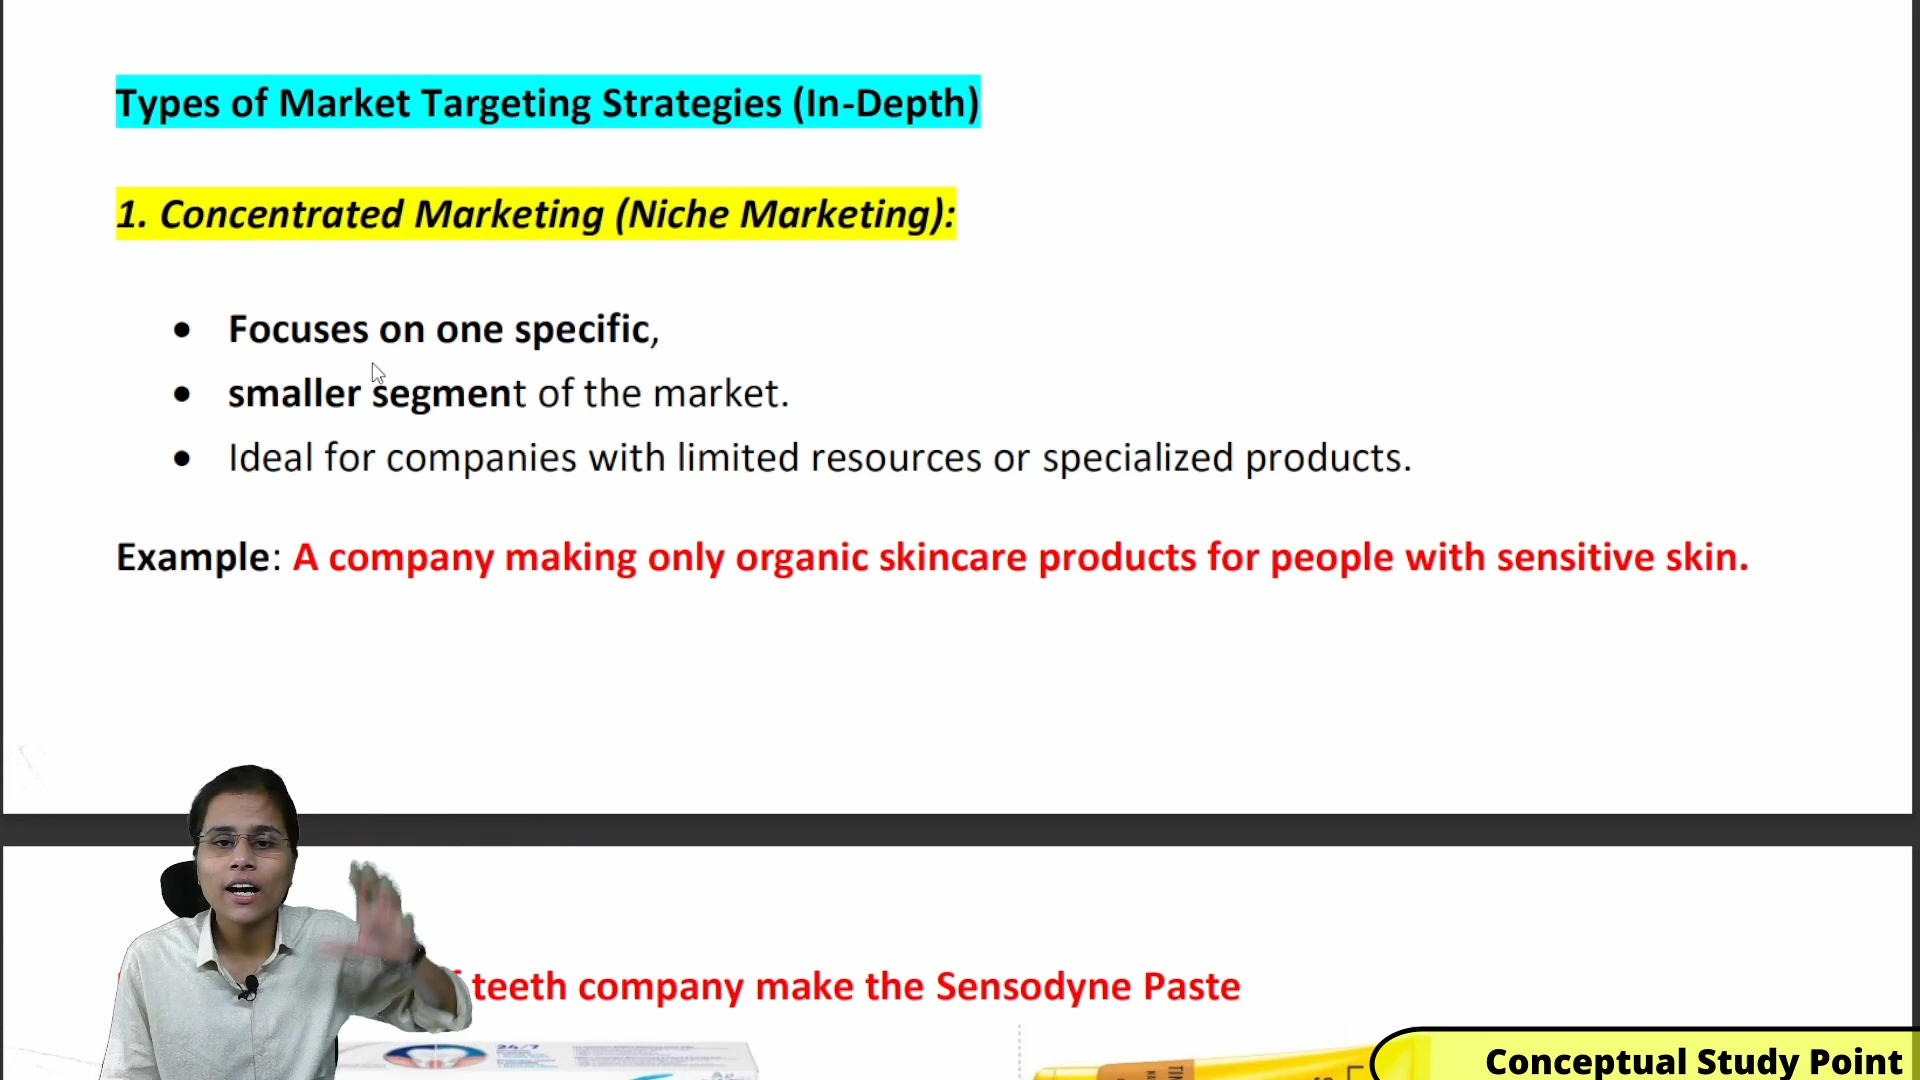 Types of Market Targeting Strategies (In-Depth)
1. Concentrated Marketing (Niche Marketing):
• Focuses on one specific,
• smaller segment of the market.
• Ideal for companies with limited resources or specialized products.
Example: A company making only organic skincare products for people with sensitive skin.
teeth company make the Sensodyne Paste
24/7
Conceptual Study Point